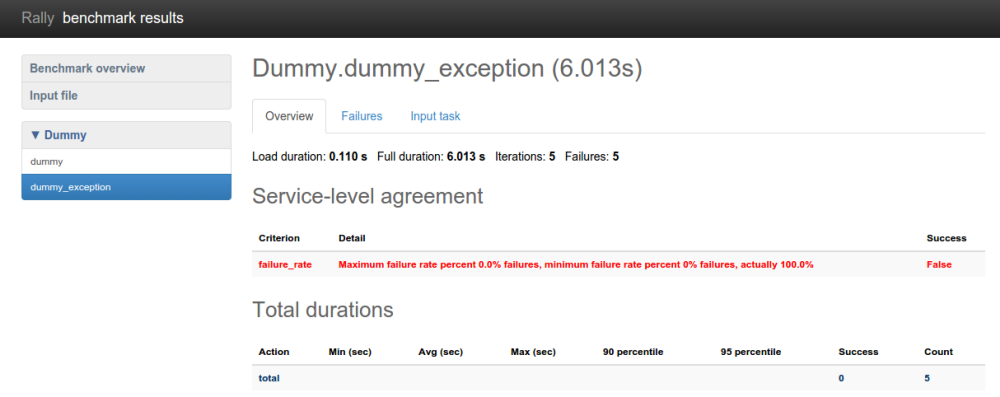 Rally benchmark results
Benchmark overview
Input file
▼ Dummy
dummy
dummy_exception
Dummy.dummy_exception (6.013s)
Overview Failures Input task
Load duration: 0.110 s Full duration: 6.013 s Iterations: 5 Failures: 5
Service-level agreement
Criterion Detail Success
failure_rate Maximum failure rate percent 0.0% failures, minimum failure rate percent 0% failures, actually 100.0% False
Total durations
Action Min (sec) Avg (sec) Max (sec) 90 percentile 95 percentile Success Count
total 0 5